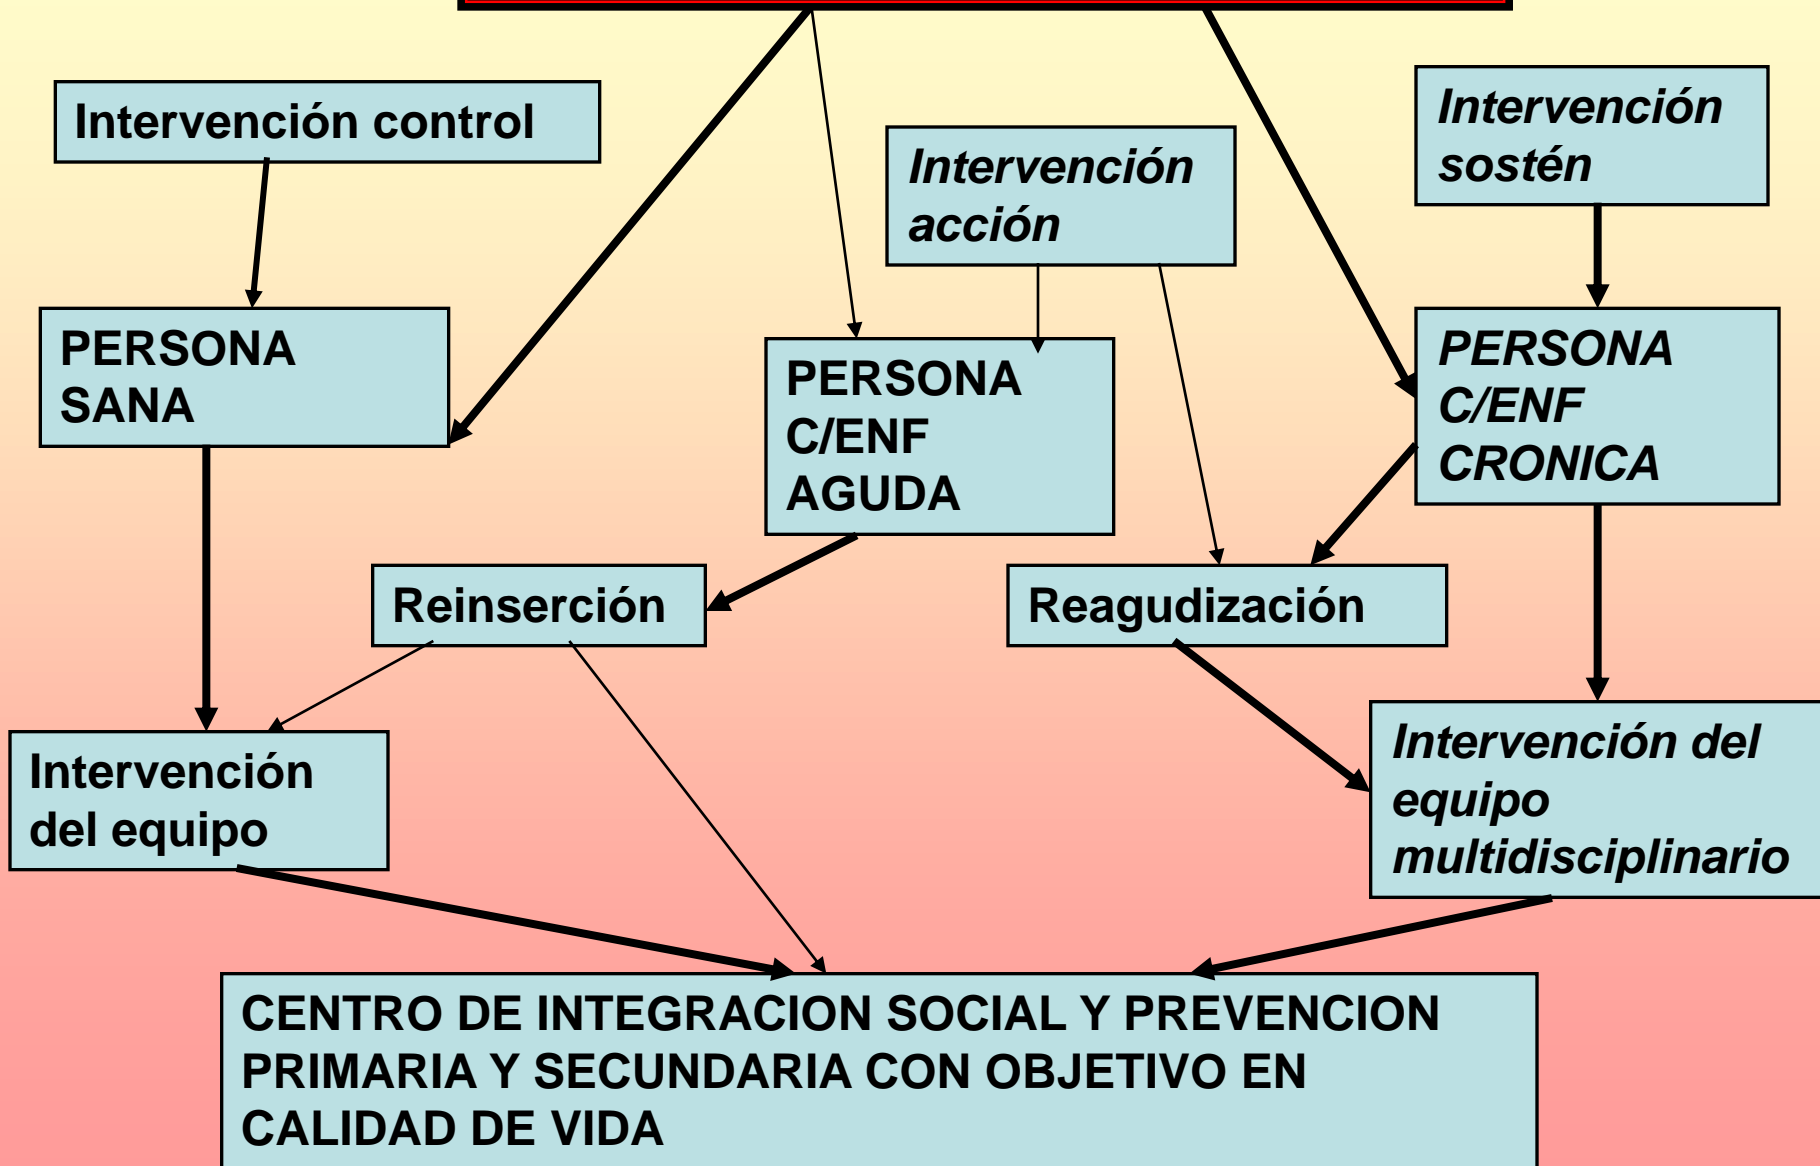 Intervención control
Intervención
acción
Intervención
sostén
PERSONA
SANA
PERSONA
C/ENF
AGUDA
PERSONA
C/ENF
CRONICA
Reinserción
Reagudización
Intervención
del equipo
Intervención del
equipo
multidisciplinario
CENTRO DE INTEGRACION SOCIAL Y PREVENCION
PRIMARIA Y SECUNDARIA CON OBJETIVO EN
CALIDAD DE VIDA